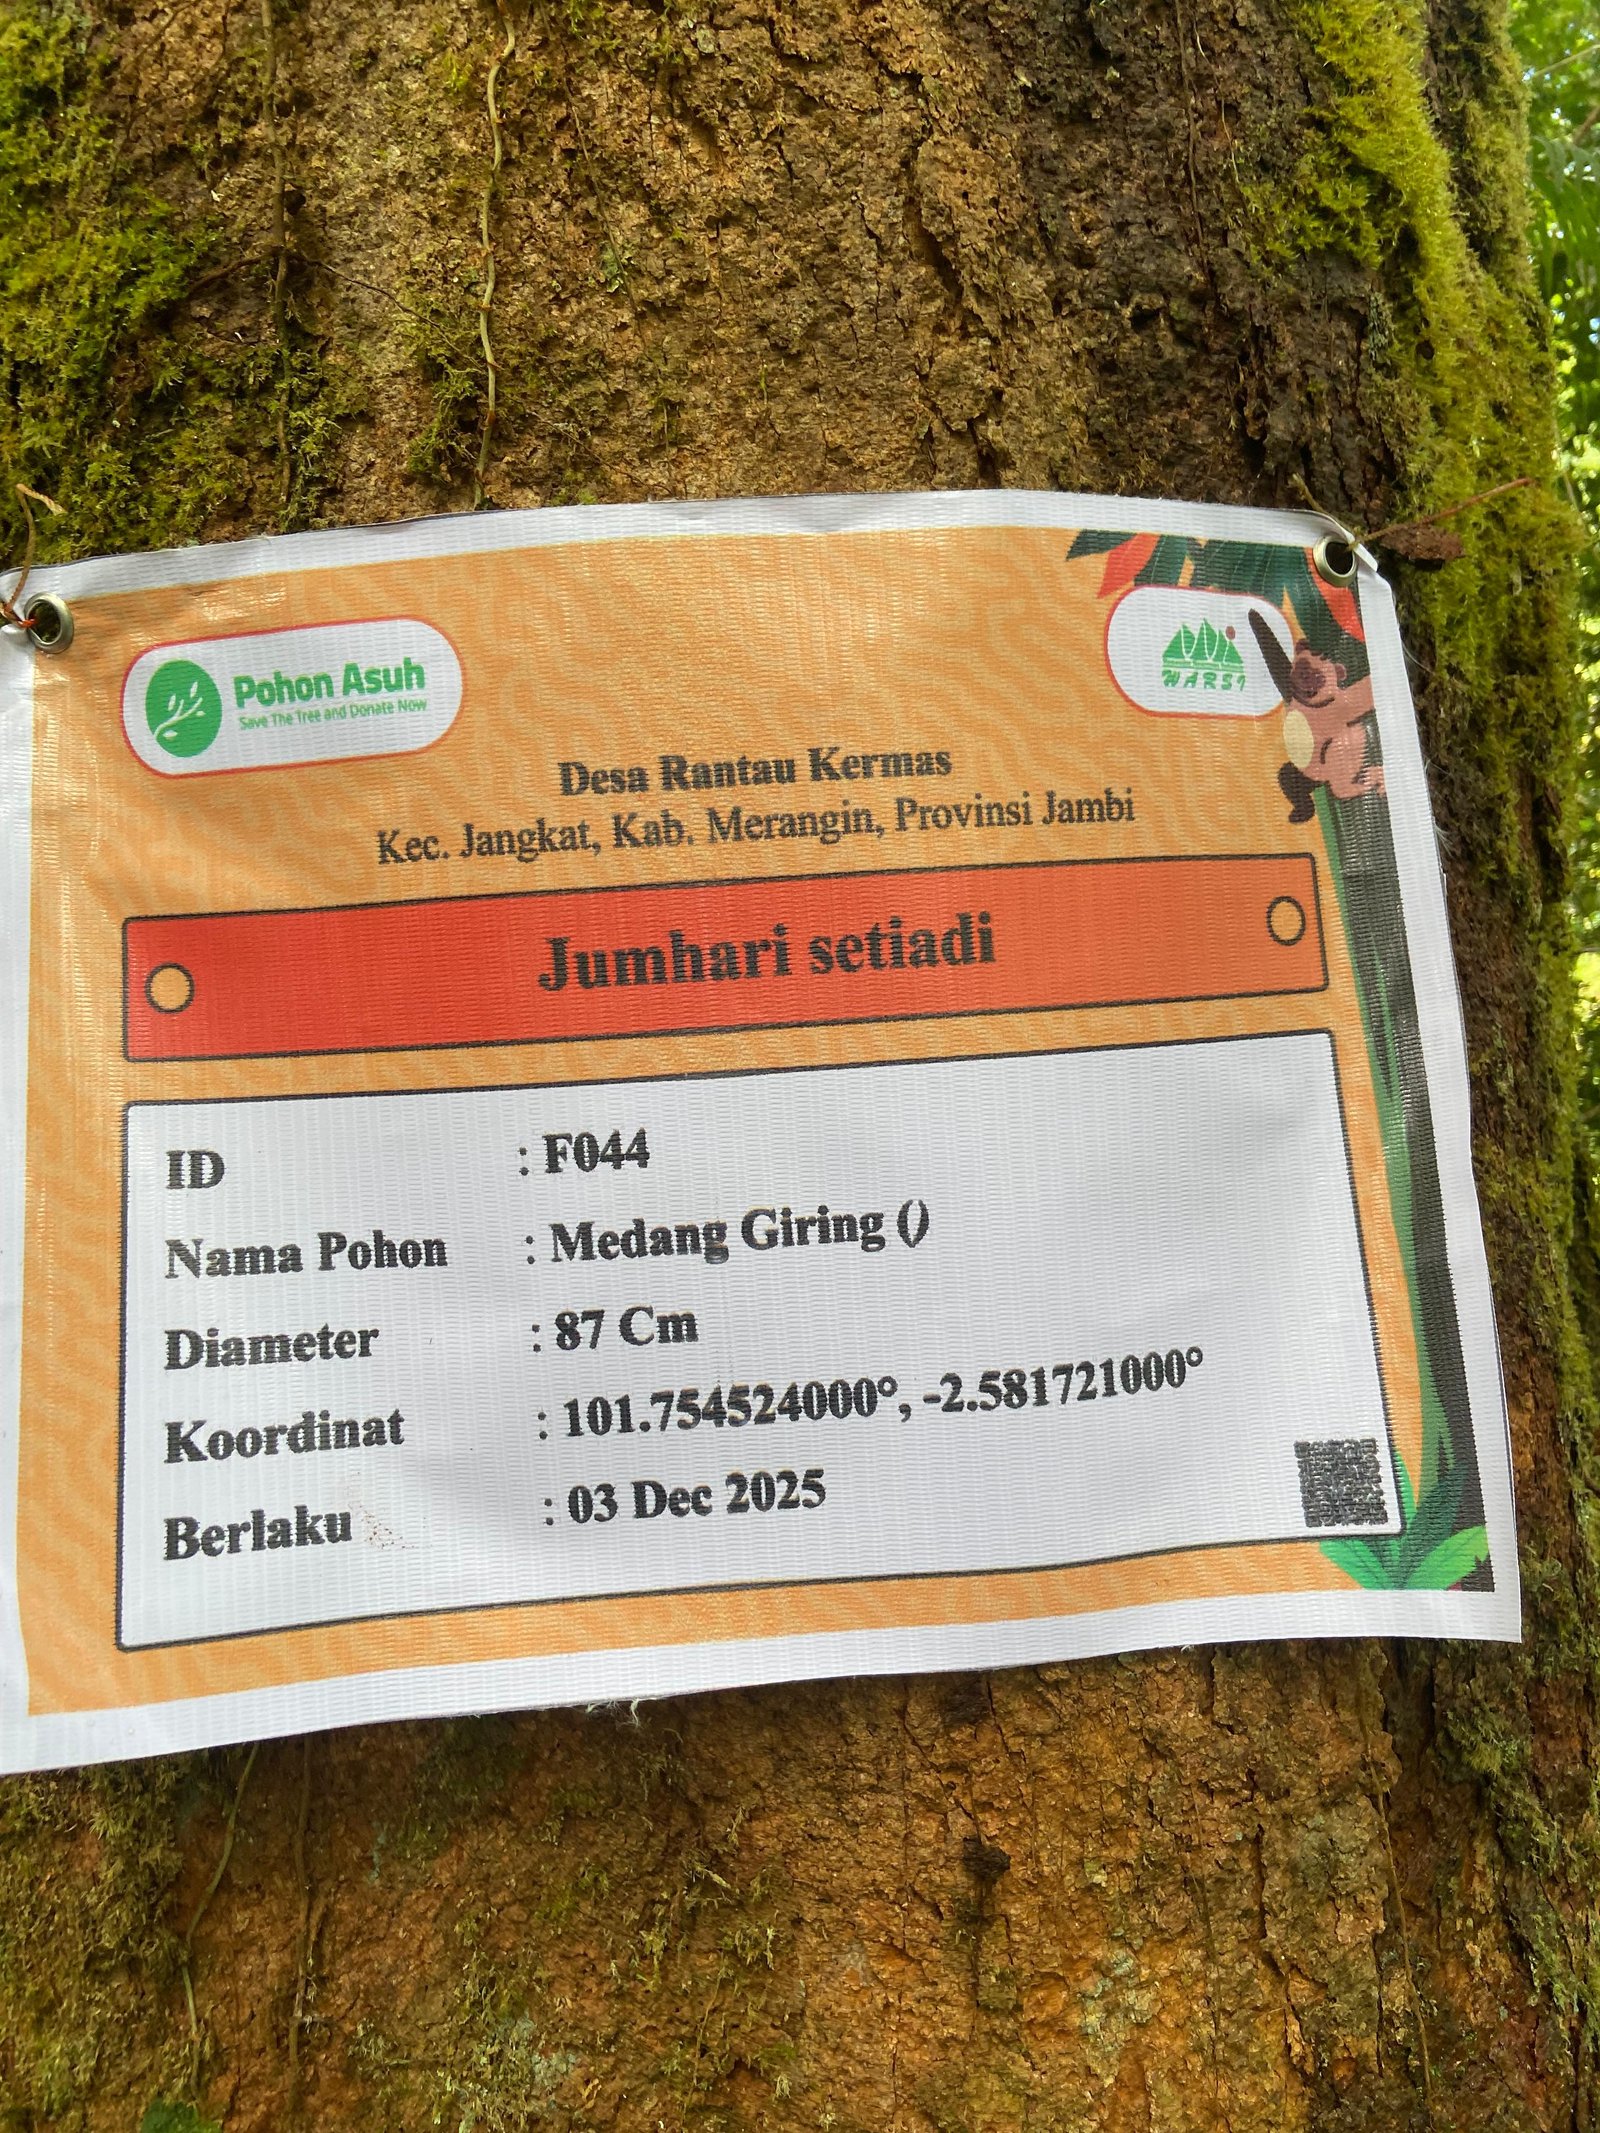 Pohon Asuh
Save The Tree and Donate Now
WARSI
Desa Rantau Kermas
Kec. Jangkat, Kab. Merangin, Provinsi Jambi
Jumhari setiadi
ID : F044
Nama Pohon : Medang Giring ()
Diameter : 87 Cm
Koordinat : 101.754524000°, -2.581721000°
Berlaku : 03 Dec 2025